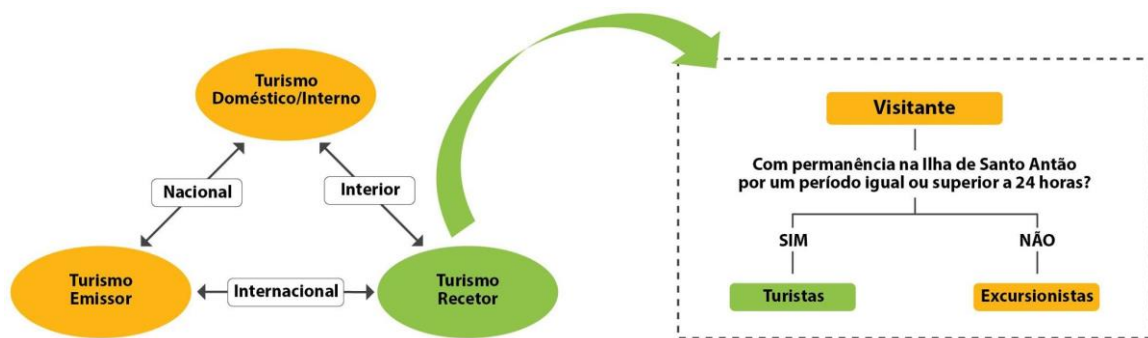 Turismo
Doméstico/Interno
Nacional
Interior
Turismo
Emissor
Internacional
Turismo
Recetor
Visitante
Com permanência na Ilha de Santo Antão
por um período igual ou superior a 24 horas?
SIM
NÃO
Turistas
Excursionistas